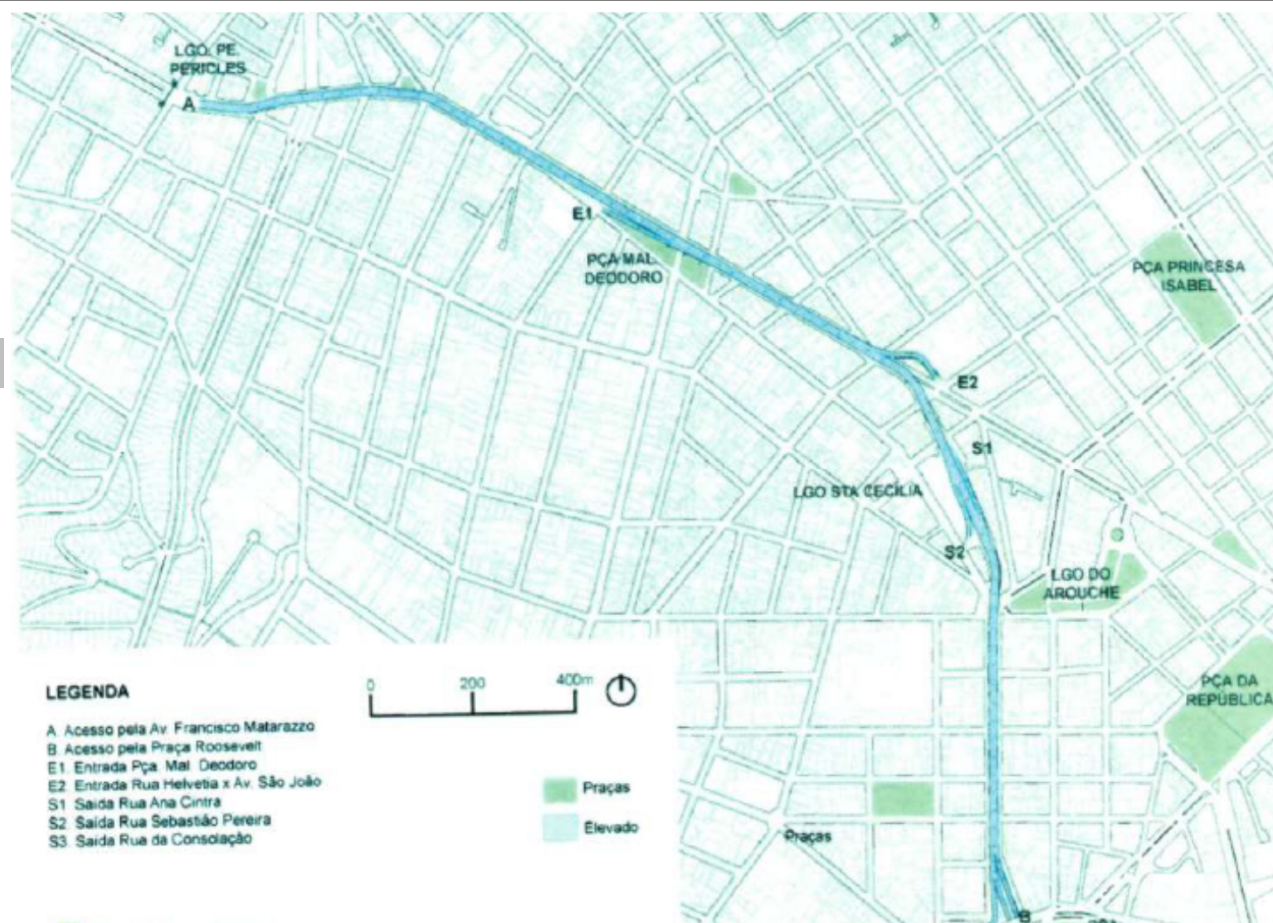 LGO. PE.
PERICLES
A
E1
PÇA MAL.
DEODORO
PÇA PRINCESA
ISABEL
E2
S1
LGO STA CECÍLIA
S2
LGO DO
AROUCHE
PÇA DA
REPÚBLICA
LEGENDA
0 200 400m
A Acesso pela Av. Francisco Matarazzo
B Acesso pela Praça Roosevelt
E1 Entrada Pça. Mal. Deodoro
E2 Entrada Rua Helvetia x Av. São João
S1 Saída Rua Ana Cintra
S2 Saída Rua Sebastião Pereira
S3 Saída Rua da Consolação
Praças
Elevado
Praças
B